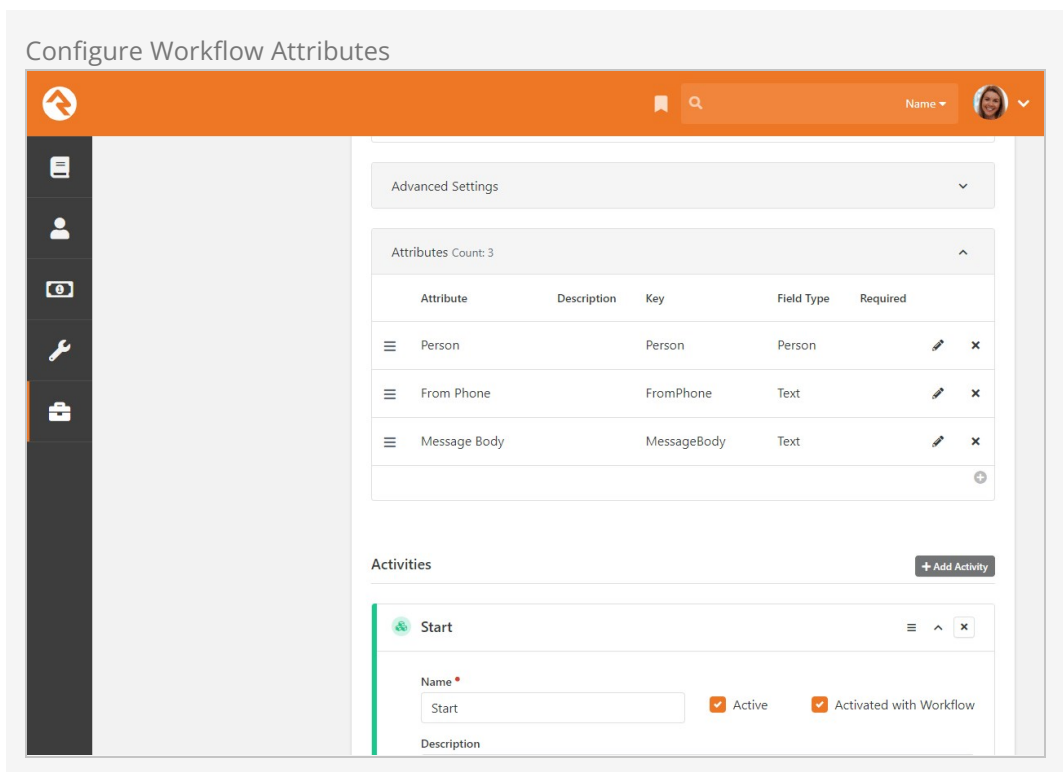 Configure Workflow Attributes
Name
Advanced Settings
Attributes Count: 3
Attribute Description Key Field Type Required
Person Person Person
From Phone FromPhone Text
Message Body MessageBody Text
Activities + Add Activity
Start
Name
Start Active Activated with Workflow
Description